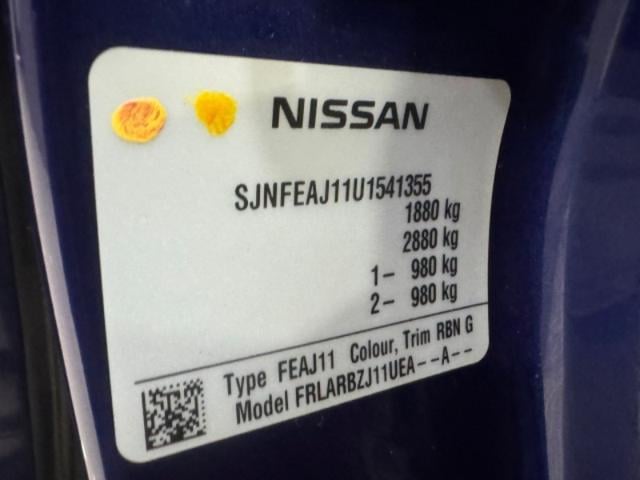 NISSAN
SJNFEAJ11U1541355
1880 kg
2880 kg
1- 980 kg
2- 980 kg
Type FEAJ11 Colour, Trim RBN G
Model FRLARBZJ11UEA--A--